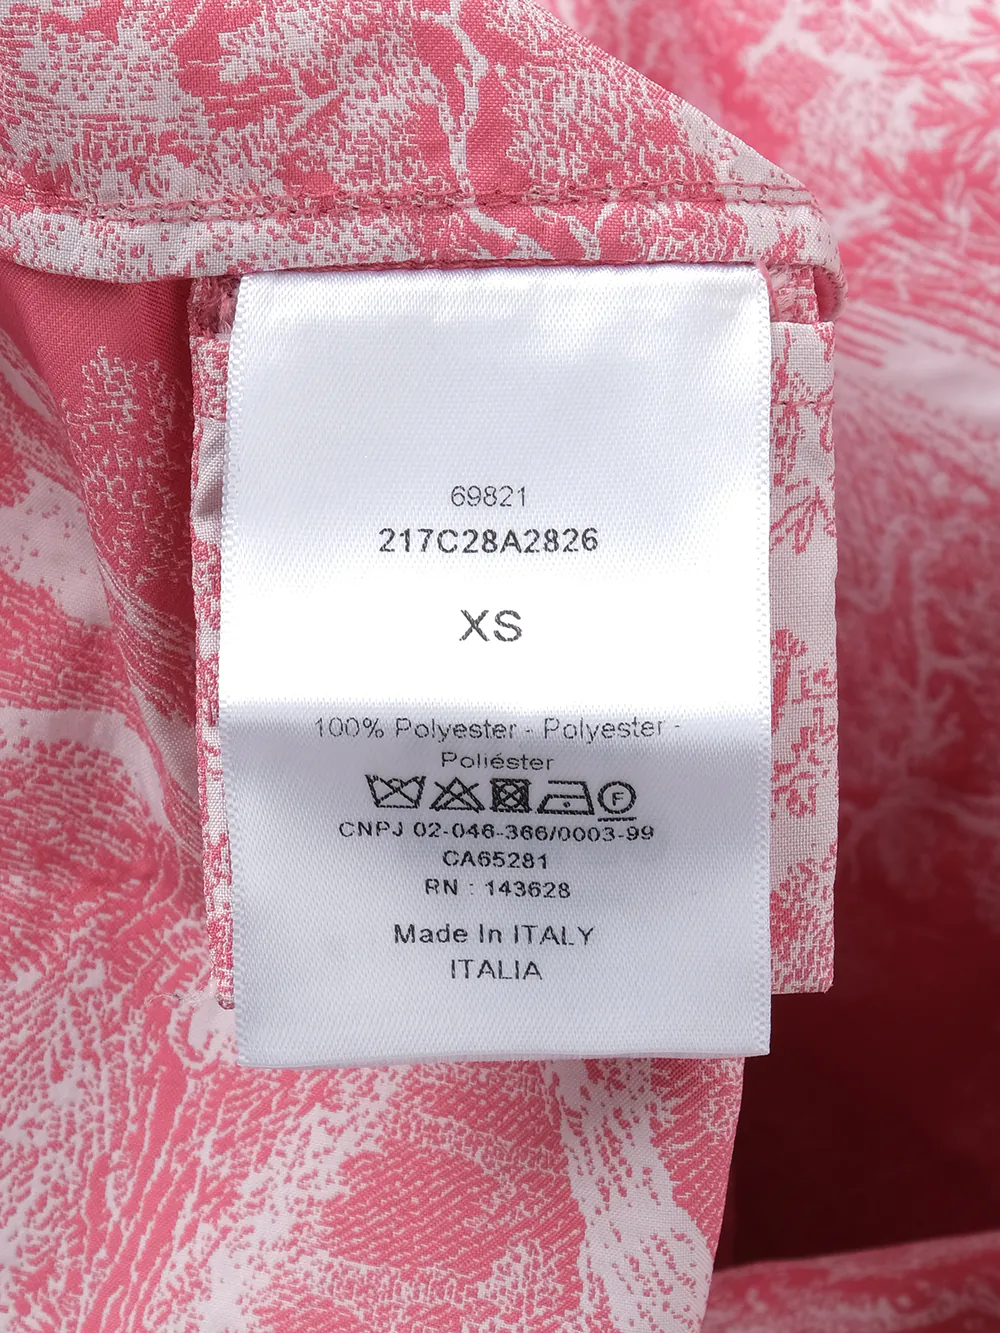 69821
217C28A2826
XS
100% Polyester - Polyester -
Poliéster
F
CNPJ 02-046-366/0003-99
CA65281
RN : 143628
Made In ITALY
ITALIA